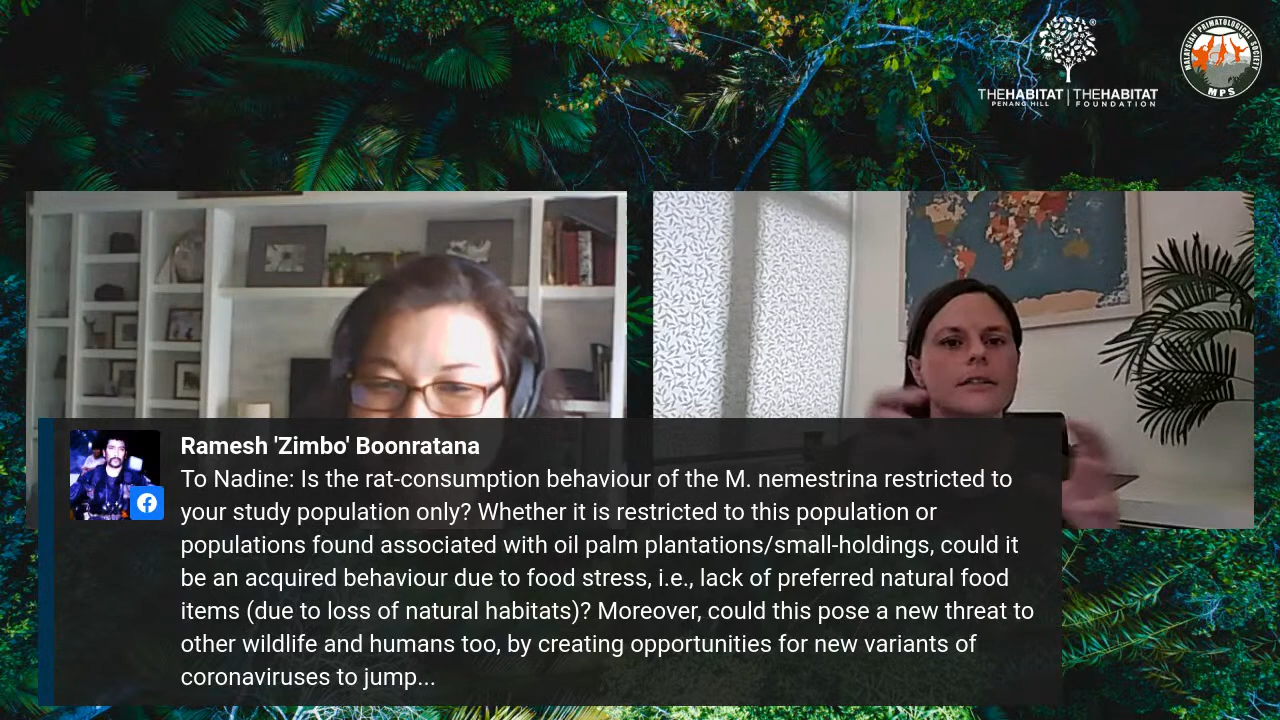 THEHABITAT | THEHABITAT
PENANG HILL FOUNDATION
MALAYSIAN PRIMATOLOGICAL SOCIETY
MPS
Ramesh 'Zimbo' Boonratana
To Nadine: Is the rat-consumption behaviour of the M. nemestrina restricted to
your study population only? Whether it is restricted to this population or
populations found associated with oil palm plantations/small-holdings, could it
be an acquired behaviour due to food stress, i.e., lack of preferred natural food
items (due to loss of natural habitats)? Moreover, could this pose a new threat to
other wildlife and humans too, by creating opportunities for new variants of
coronaviruses to jump...